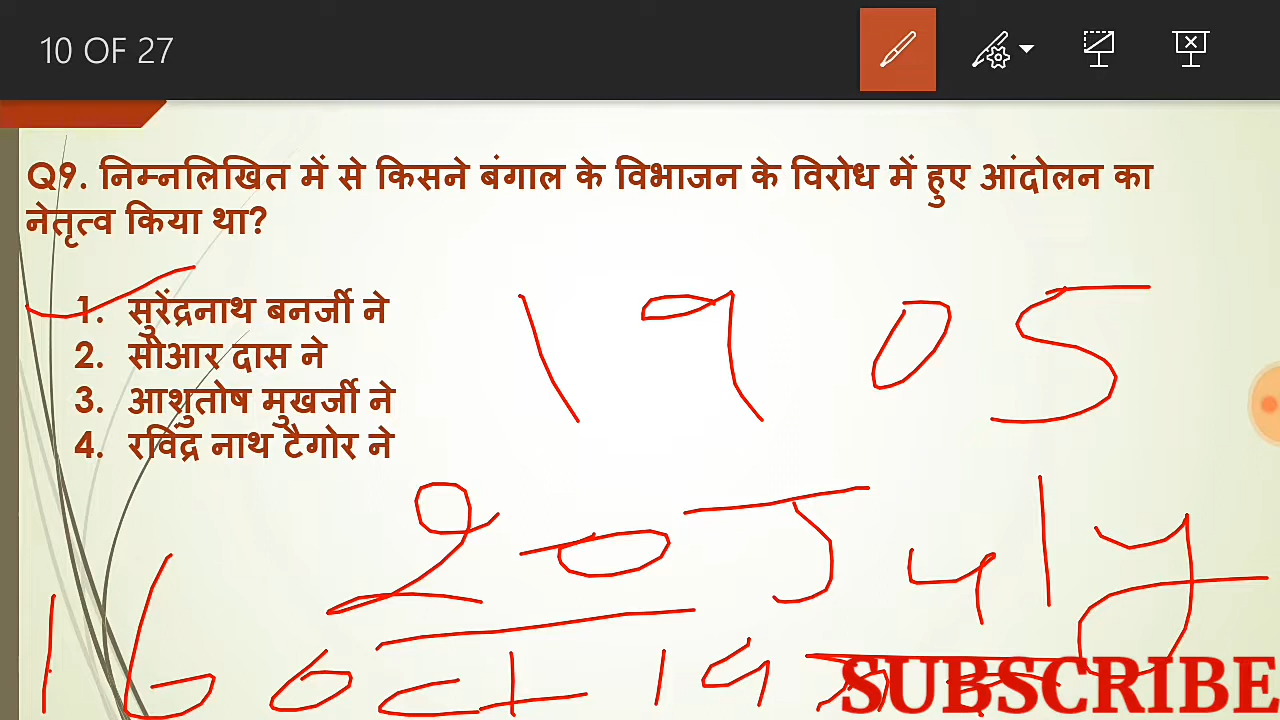 10 OF 27
Q9. निम्नलिखित में से किसने बंगाल के विभाजन के विरोध में हुए आंदोलन का
नेतृत्व किया था?
1. सुरेंद्रनाथ बनर्जी ने
2. सीआर दास ने
3. आशुतोष मुखर्जी ने
4. रविंद्र नाथ टैगोर ने
1905
20 July
16 Oct 19
SUBSCRIBE